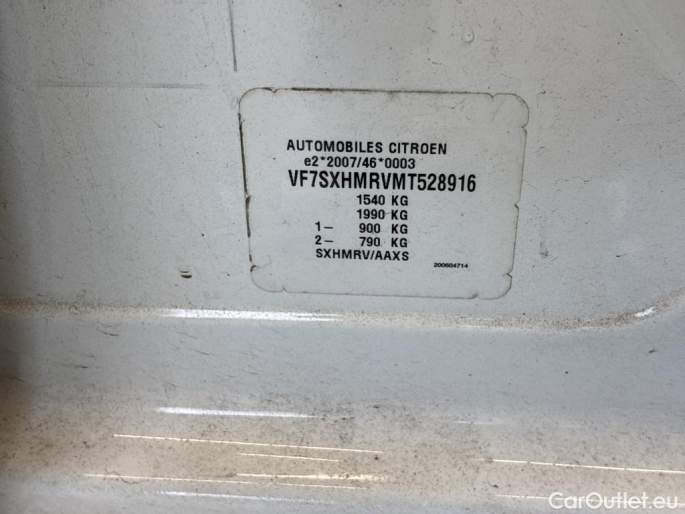 AUTOMOBILES CITROEN
e2*2007/46*0003
VF7SXHMRVMT528916
1540 KG
1990 KG
1- 900 KG
2- 790 KG
SXHMRV/AAXS
200604714
CarOutlet.eu